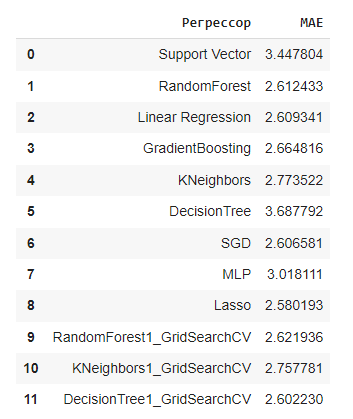 Perpeccop MAE
0 Support Vector 3.447804
1 RandomForest 2.612433
2 Linear Regression 2.609341
3 GradientBoosting 2.664816
4 KNeighbors 2.773522
5 DecisionTree 3.687792
6 SGD 2.606581
7 MLP 3.018111
8 Lasso 2.580193
9 RandomForest1_GridSearchCV 2.621936
10 KNeighbors1_GridSearchCV 2.757781
11 DecisionTree1_GridSearchCV 2.602230